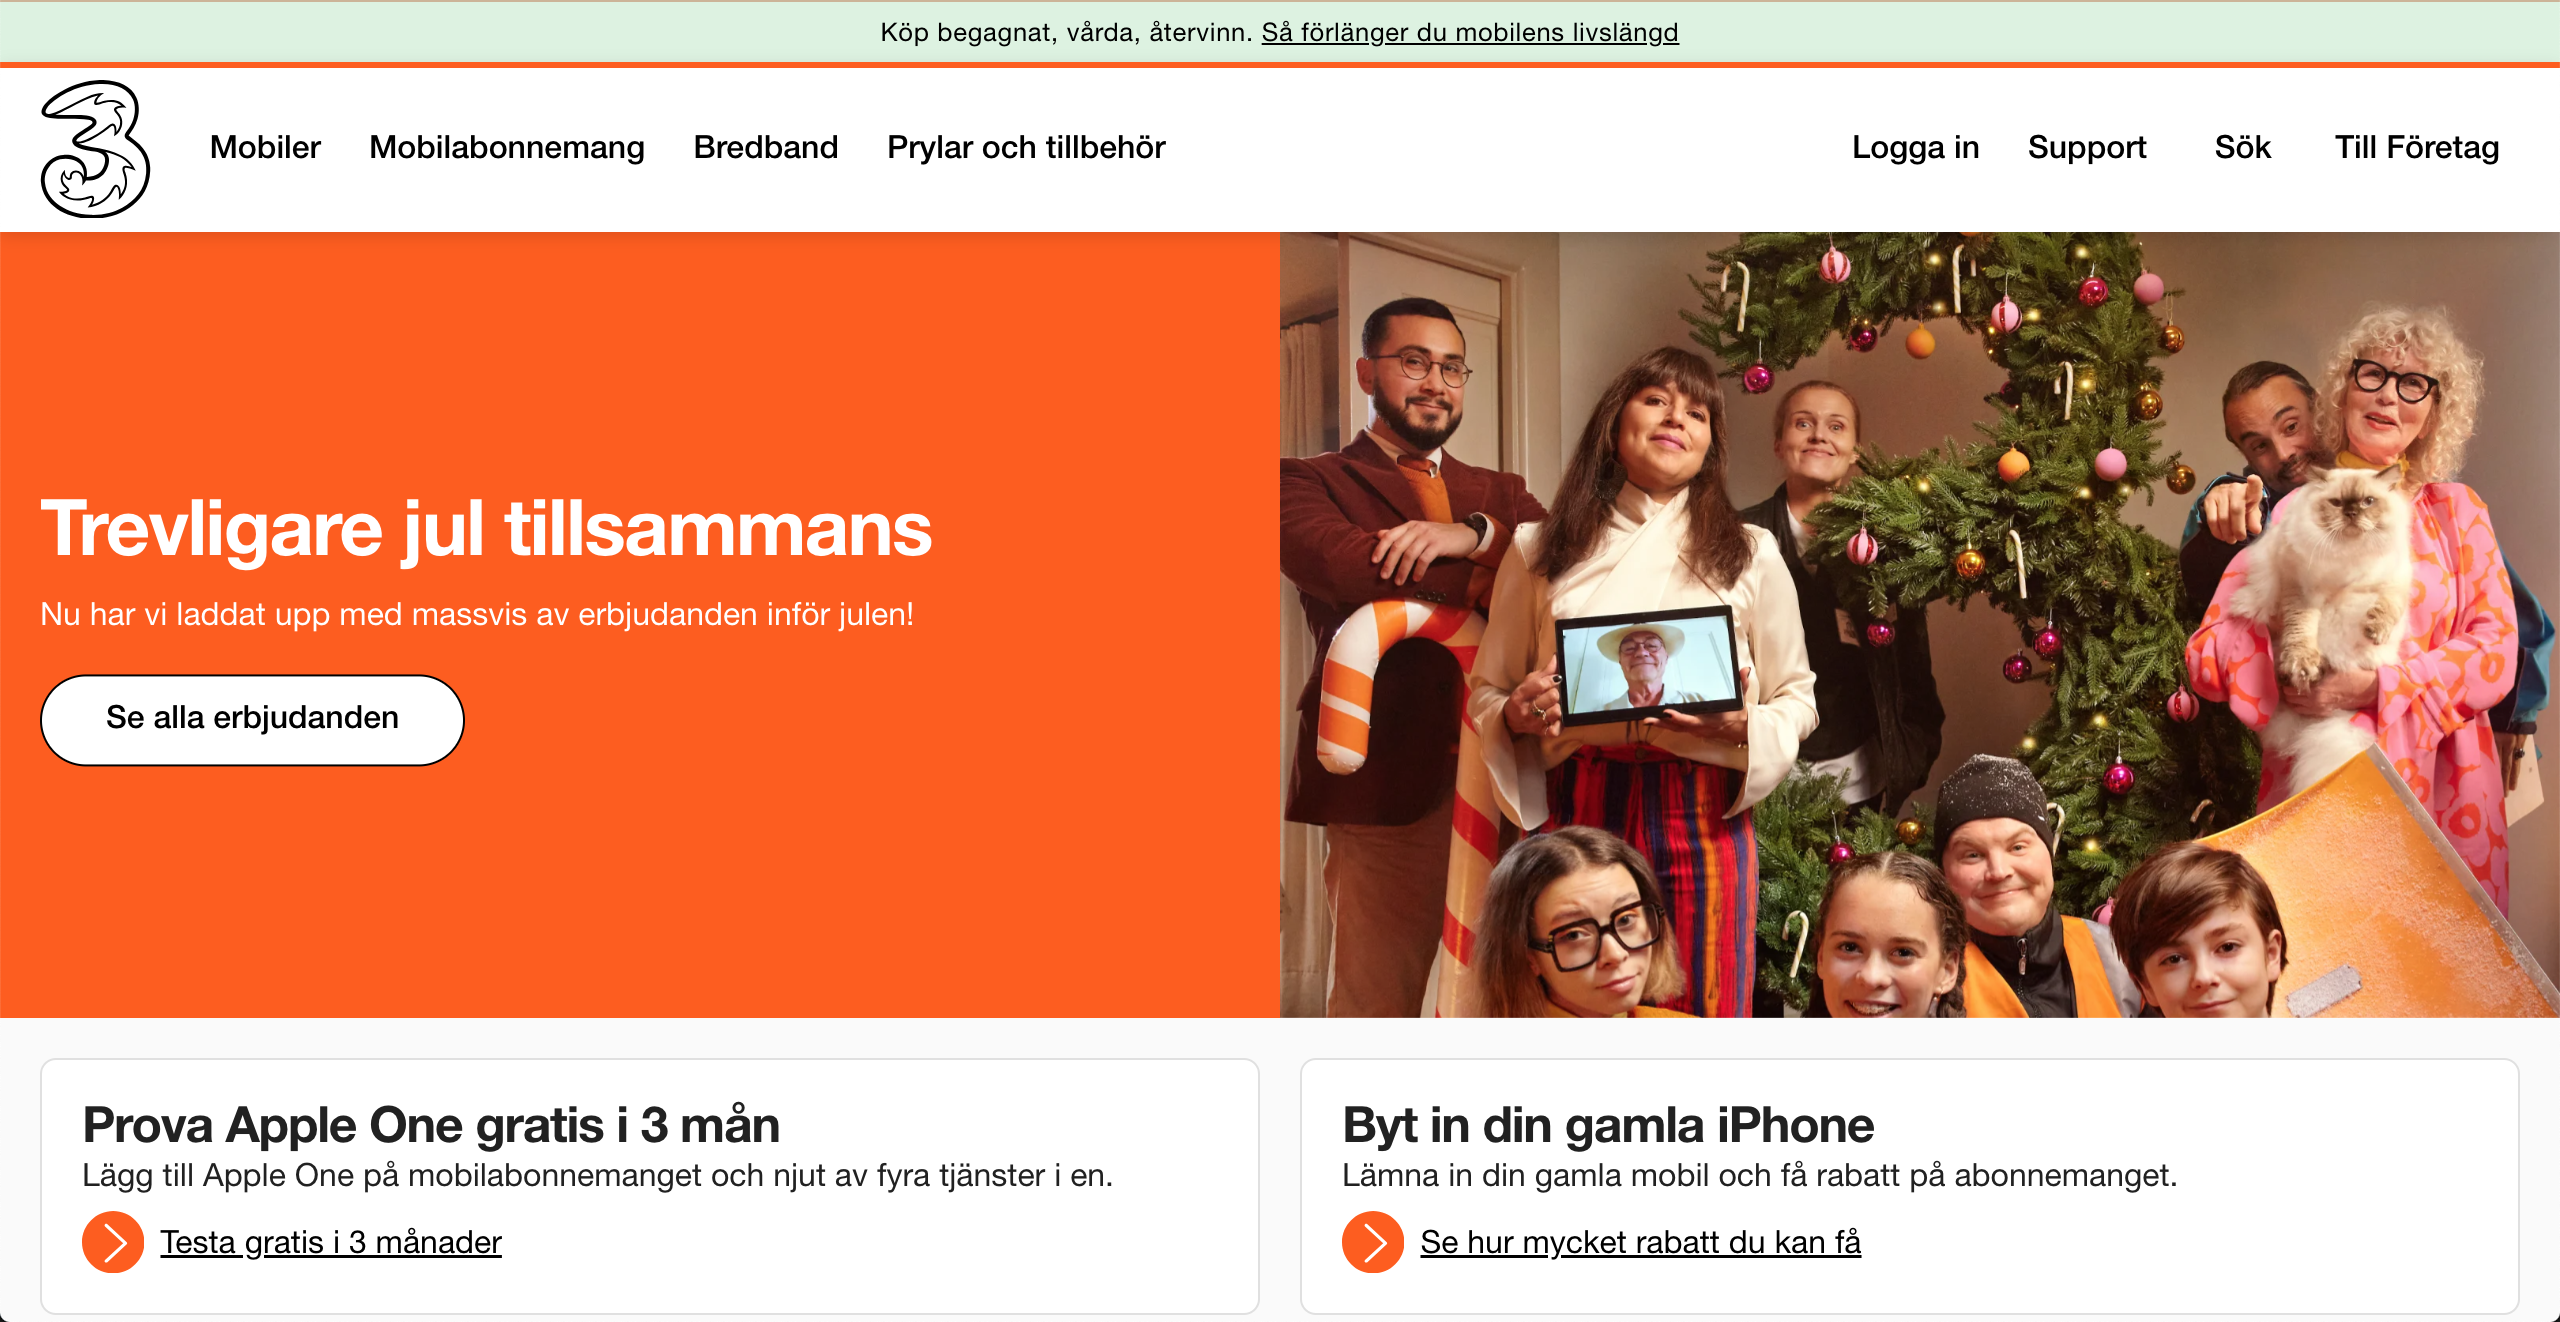 Köp begagnat, vårda, återvinn. Så förlänger du mobilens livslängd
3 Mobiler Mobilabonnemang Bredband Prylar och tillbehör Logga in Support Sök Till Företag
Trevligare jul tillsammans
Nu har vi laddat upp med massvis av erbjudanden inför julen!
Se alla erbjudanden
Prova Apple One gratis i 3 mån
Lägg till Apple One på mobilabonnemanget och njut av fyra tjänster i en.
Testa gratis i 3 månader
Byt in din gamla iPhone
Lämna in din gamla mobil och få rabatt på abonnemanget.
Se hur mycket rabatt du kan få